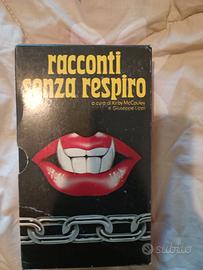 racconti
senza respiro
a cura di Kirby McCauley
e Giuseppe Lippi
subito